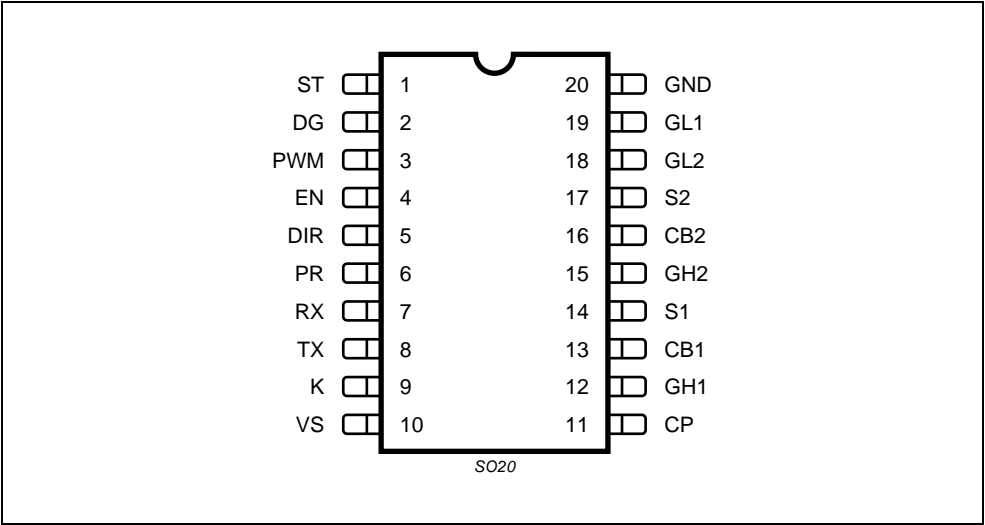 ST 1 20 GND
DG 2 19 GL1
PWM 3 18 GL2
EN 4 17 S2
DIR 5 16 CB2
PR 6 15 GH2
RX 7 14 S1
TX 8 13 CB1
K 9 12 GH1
VS 10 11 CP
SO20